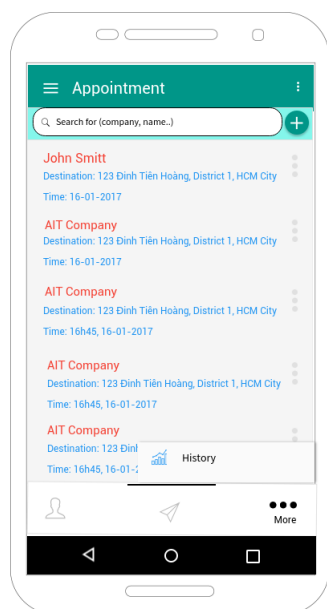 Appointment
Search for (company, name..)
John Smitt
Destination: 123 Đinh Tiên Hoàng, District 1, HCM City
Time: 16-01-2017
AIT Company
Destination: 123 Đinh Tiên Hoàng, District 1, HCM City
Time: 16-01-2017
AIT Company
Destination: 123 Đinh Tiên Hoàng, District 1, HCM City
Time: 16h45, 16-01-2017
AIT Company
Destination: 123 Đinh Tiên Hoàng, District 1, HCM City
Time: 16h45, 16-01-2017
AIT Company
Destination: 123 Đinh
Time: 16h45, 16-01-2
History
More